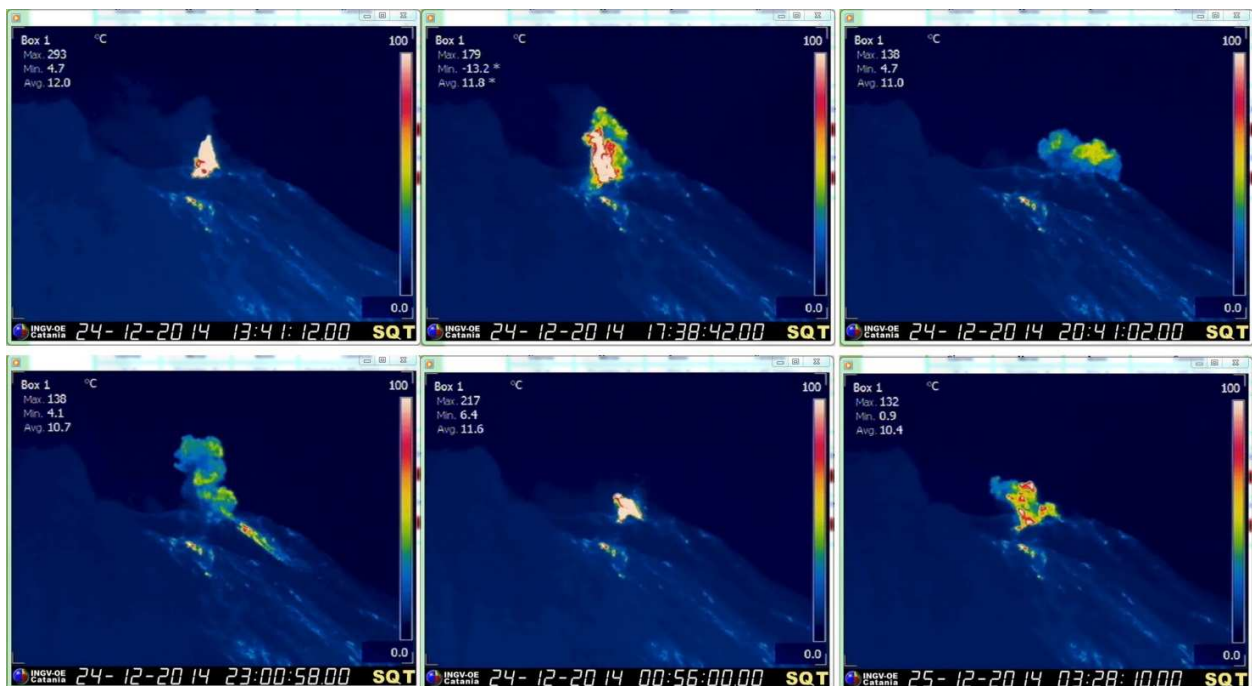 Box 1 °C 100
Max. 293
Min. 4.7
Avg. 12.0
0.0
INGV-OE
Catania 24-12-2014 13:41:12.00 SQT
Box 1 °C 100
Max. 179
Min. -13.2 *
Avg. 11.8 *
0.0
INGV-OE
Catania 24-12-2014 17:38:42.00 SQT
Box 1 °C 100
Max. 138
Min. 4.7
Avg. 11.0
0.0
INGV-OE
Catania 24-12-2014 20:41:02.00 SQT
Box 1 °C 100
Max. 138
Min. 4.1
Avg. 10.7
0.0
INGV-OE
Catania 24-12-2014 23:00:58.00 SQT
Box 1 °C 100
Max. 217
Min. 6.4
Avg. 11.6
0.0
INGV-OE
Catania 24-12-2014 00:56:00.00 SQT
Box 1 °C 100
Max. 132
Min. 0.9
Avg. 10.4
0.0
INGV-OE
Catania 25-12-2014 03:28:10.00 SQT